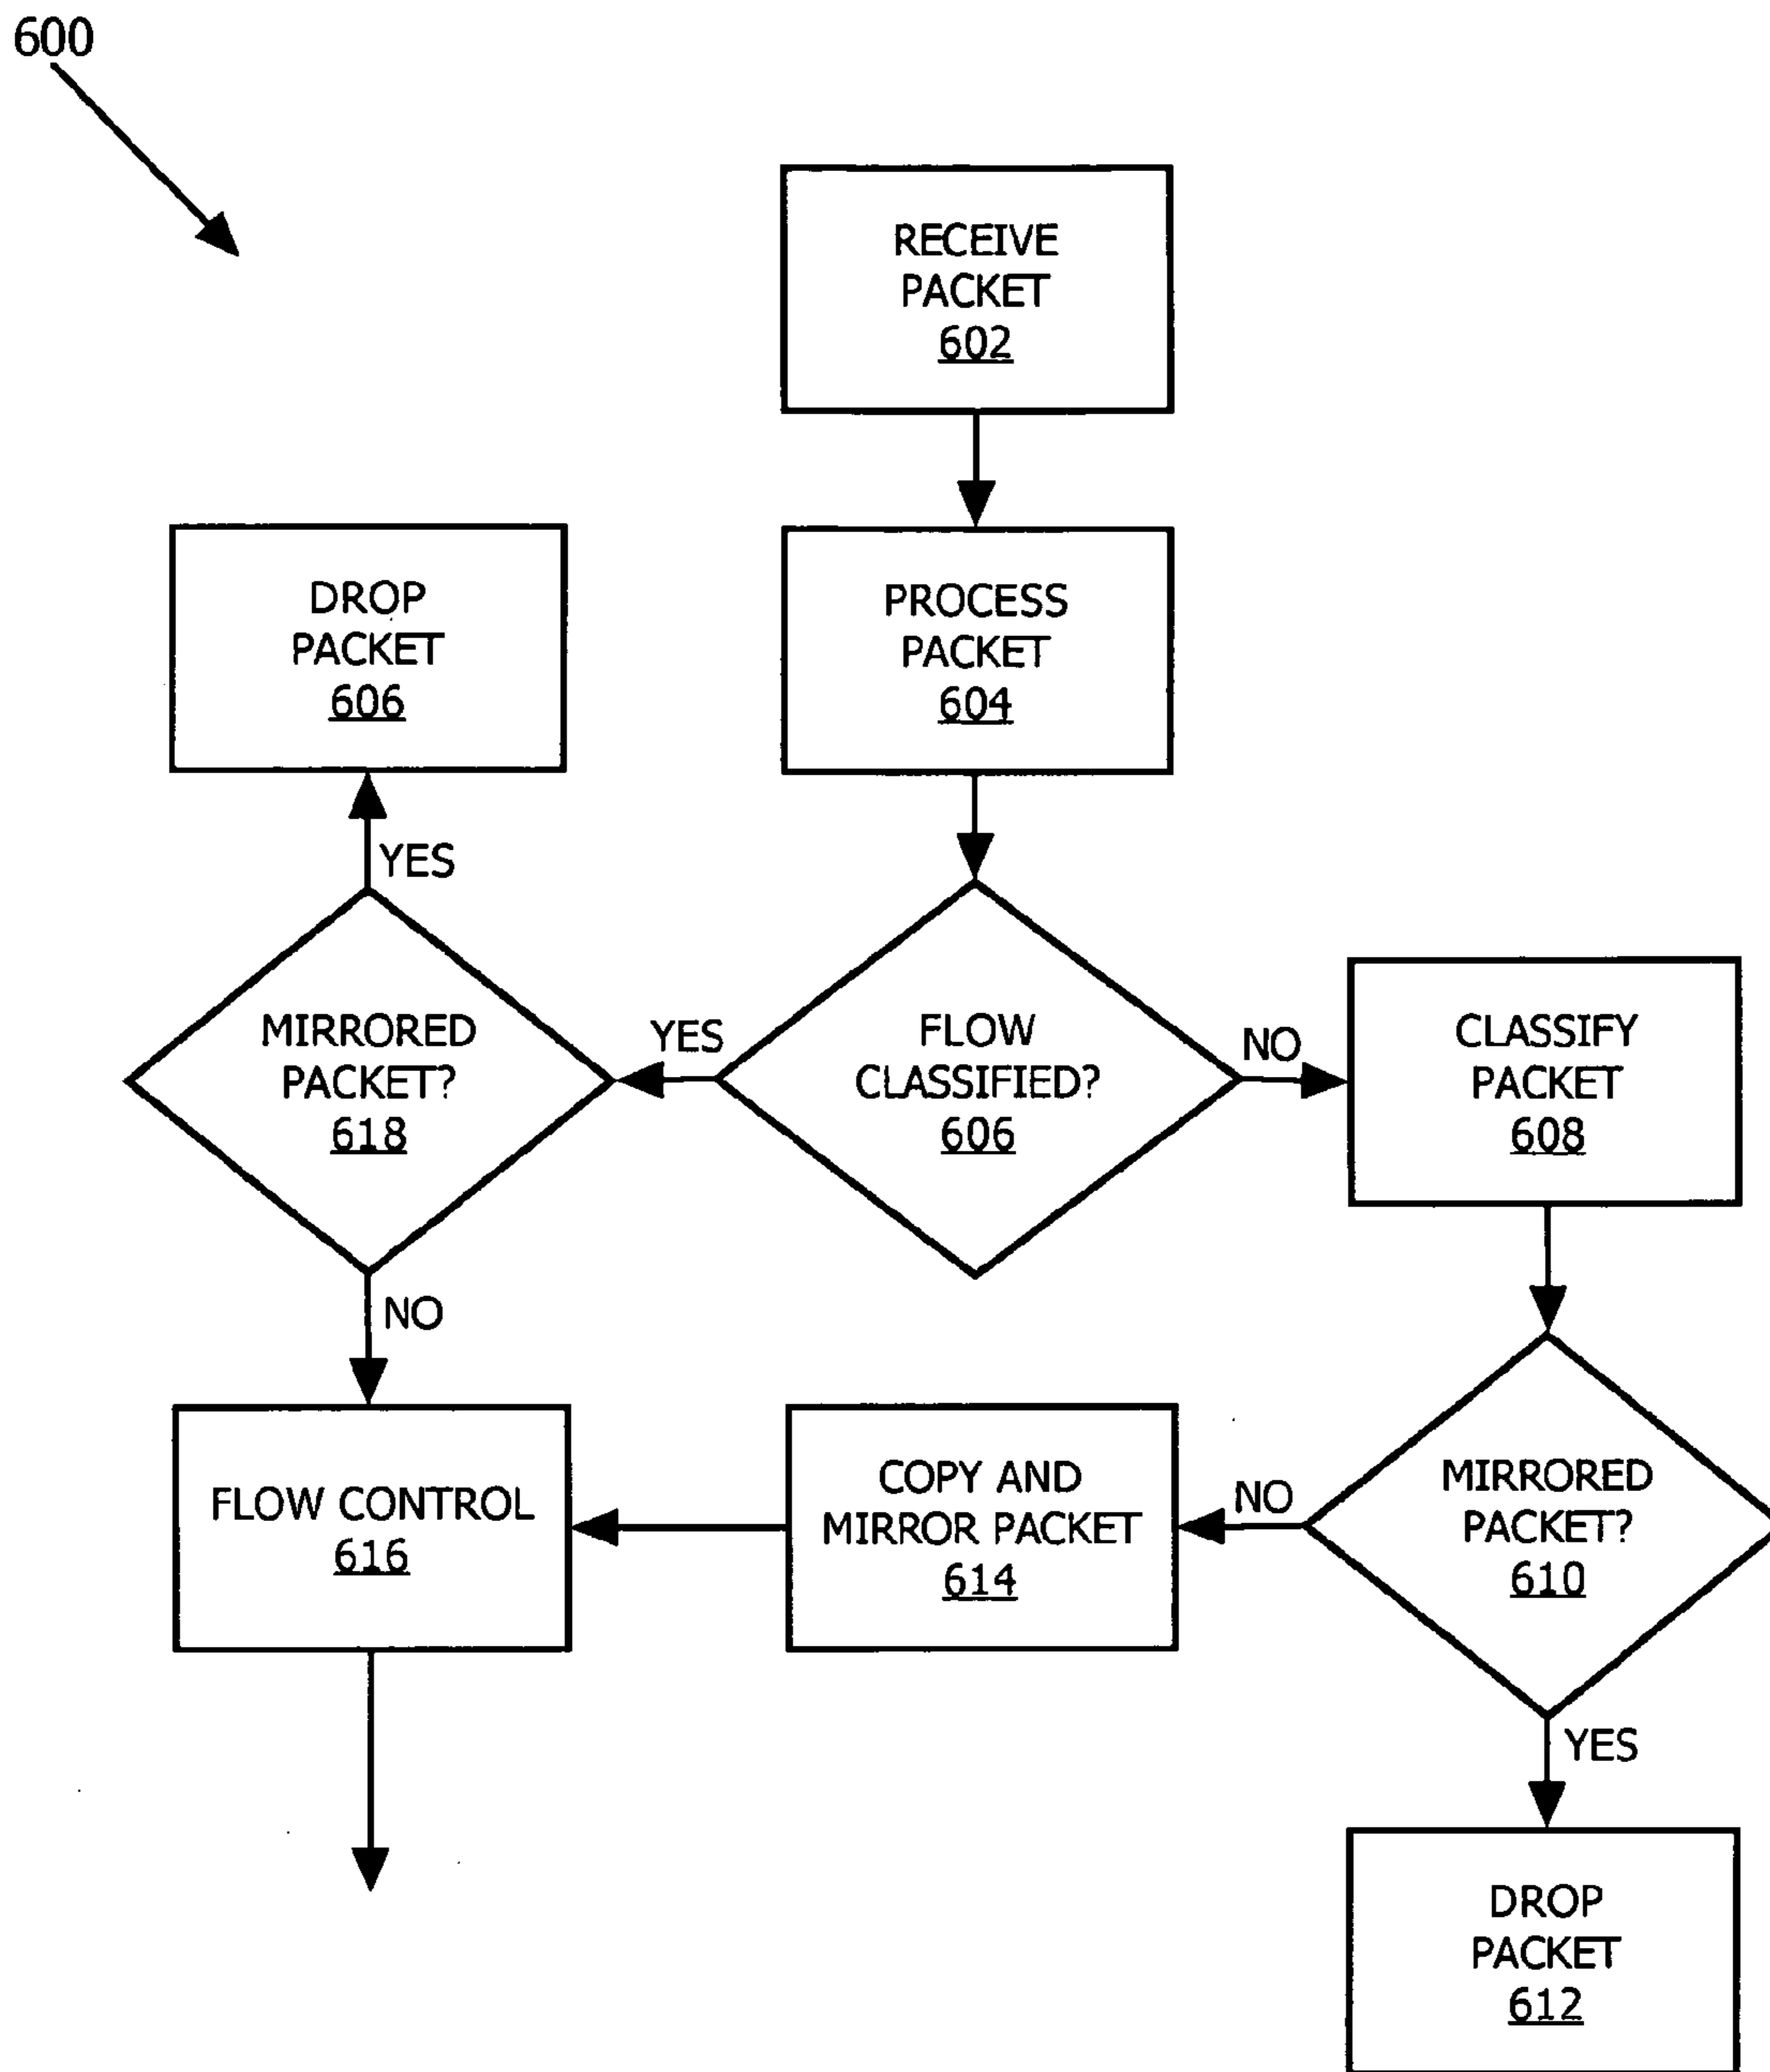 600
RECEIVE
PACKET
602
PROCESS
PACKET
604
DROP
PACKET
606
YES
MIRRORED
PACKET?
618
YES
FLOW
CLASSIFIED?
606
NO
CLASSIFY
PACKET
608
NO
FLOW CONTROL
616
COPY AND
MIRROR PACKET
614
NO
MIRRORED
PACKET?
610
YES
DROP
PACKET
612